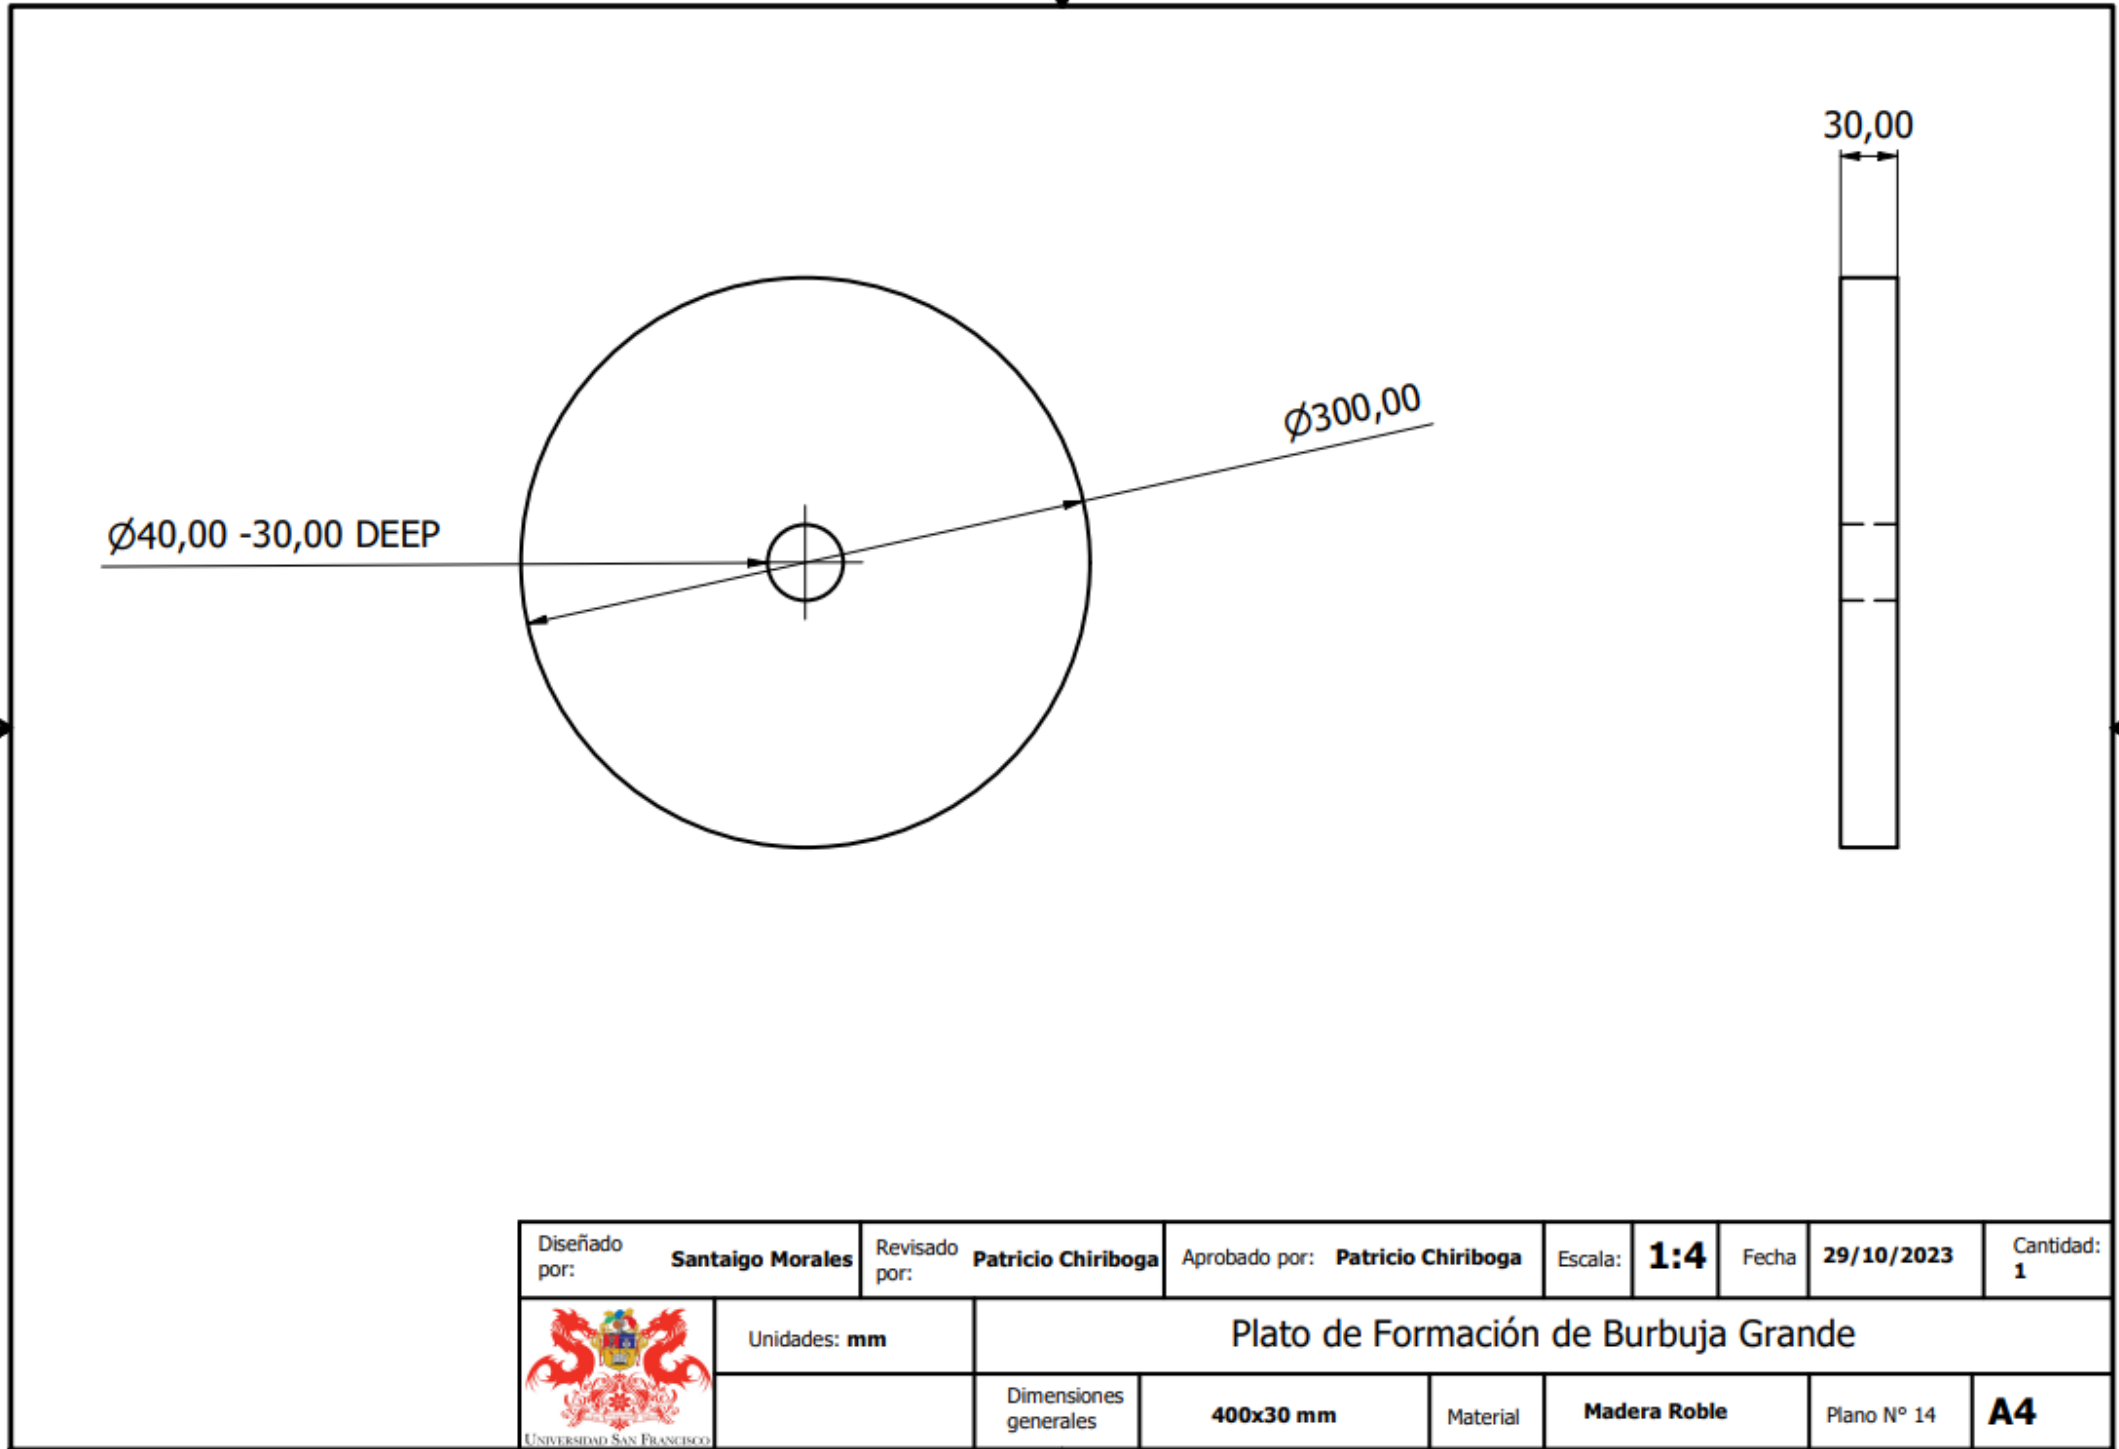 30,00
Ø300,00
Ø40,00 -30,00 DEEP
Diseñado por: Santaigo Morales
Revisado por: Patricio Chiriboga
Aprobado por: Patricio Chiriboga
Escala: 1:4
Fecha 29/10/2023
Cantidad: 1
UNIVERSIDAD SAN FRANCISCO
Unidades: mm
Plato de Formación de Burbuja Grande
Dimensiones generales
400x30 mm
Material
Madera Roble
Plano N° 14
A4